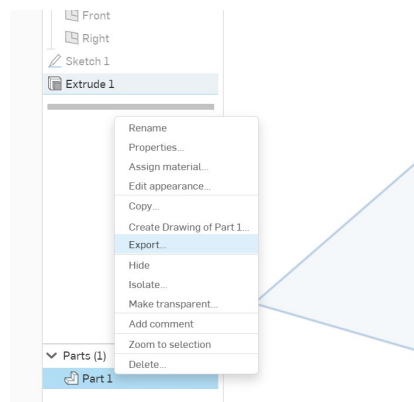 Front
Right
Sketch 1
Extrude 1
Rename
Properties...
Assign material...
Edit appearance...
Copy...
Create Drawing of Part 1...
Export...
Hide
Isolate...
Make transparent...
Add comment
Zoom to selection
Delete...
Parts (1)
Part 1